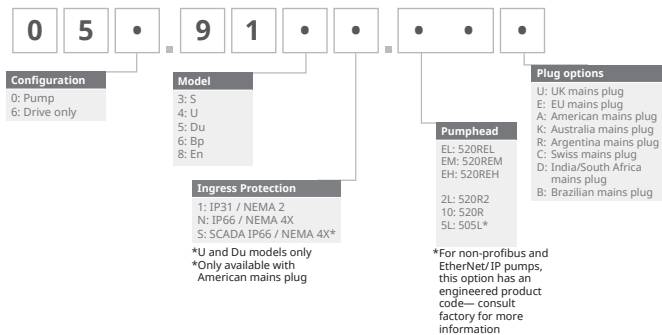 0 5 • . 9 1 • • . • • •
Configuration
0: Pump
6: Drive only
Model
3: S
4: U
5: Du
6: Bp
8: En
Ingress Protection
1: IP31 / NEMA 2
N: IP66 / NEMA 4X
S: SCADA IP66 / NEMA 4X*
*U and Du models only
*Only available with
American mains plug
Pumphead
EL: 520REL
EM: 520REM
EH: 520REH
2L: 520R2
10: 520R
5L: 505L*
*For non-profibus and
EtherNet/ IP pumps,
this option has an
engineered product
code— consult
factory for more
information
Plug options
U: UK mains plug
E: EU mains plug
A: American mains plug
K: Australia mains plug
R: Argentina mains plug
C: Swiss mains plug
D: India/South Africa
mains plug
B: Brazilian mains plug